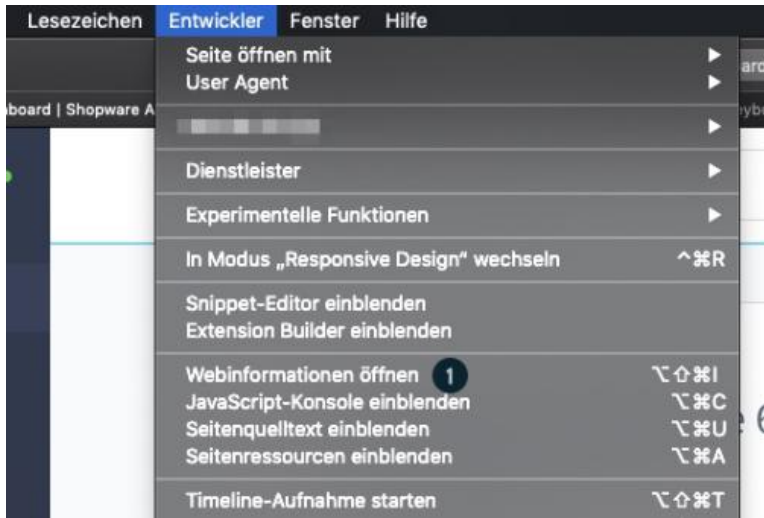 Lesezeichen Entwickler Fenster Hilfe
Seite öffnen mit ▶
User Agent ▶
board | Shopware A
▶
Dienstleister ▶
Experimentelle Funktionen ▶
In Modus „Responsive Design“ wechseln ^⌘R
Snippet-Editor einblenden
Extension Builder einblenden
Webinformationen öffnen 1 ⌥⇧⌘I
JavaScript-Konsole einblenden ⌥⌘C
Seitenquelltext einblenden ⌥⌘U
Seitenressourcen einblenden ⌥⌘A
Timeline-Aufnahme starten ⌥⇧⌘T